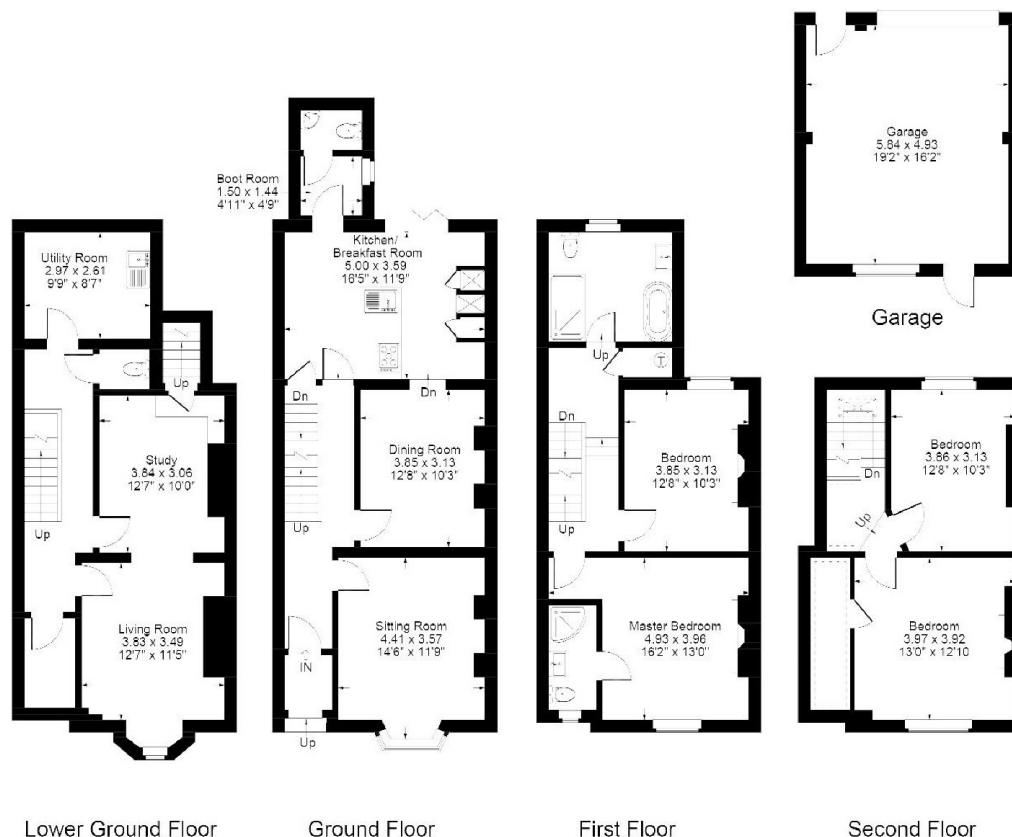 Garage
5.84 x 4.93
19'2" x 16'2"
Garage
Boot Room
1.50 x 1.44
4'11" x 4'9"
Utility Room
2.97 x 2.61
9'9" x 8'7"
Up
Study
3.84 x 3.06
12'7" x 10'0"
Up
Living Room
3.83 x 3.49
12'7" x 11'5"
Lower Ground Floor
Kitchen/
Breakfast Room
5.00 x 3.59
16'5" x 11'9"
Dn
Dn
Dining Room
3.85 x 3.13
12'8" x 10'3"
Up
Sitting Room
4.41 x 3.57
14'6" x 11'9"
IN
Up
Ground Floor
Up
T
Dn
Bedroom
3.85 x 3.13
12'8" x 10'3"
Up
Master Bedroom
4.93 x 3.96
16'2" x 13'0"
First Floor
Bedroom
3.86 x 3.13
12'8" x 10'3"
Dn
Up
Bedroom
3.97 x 3.92
13'0" x 12'10
Second Floor